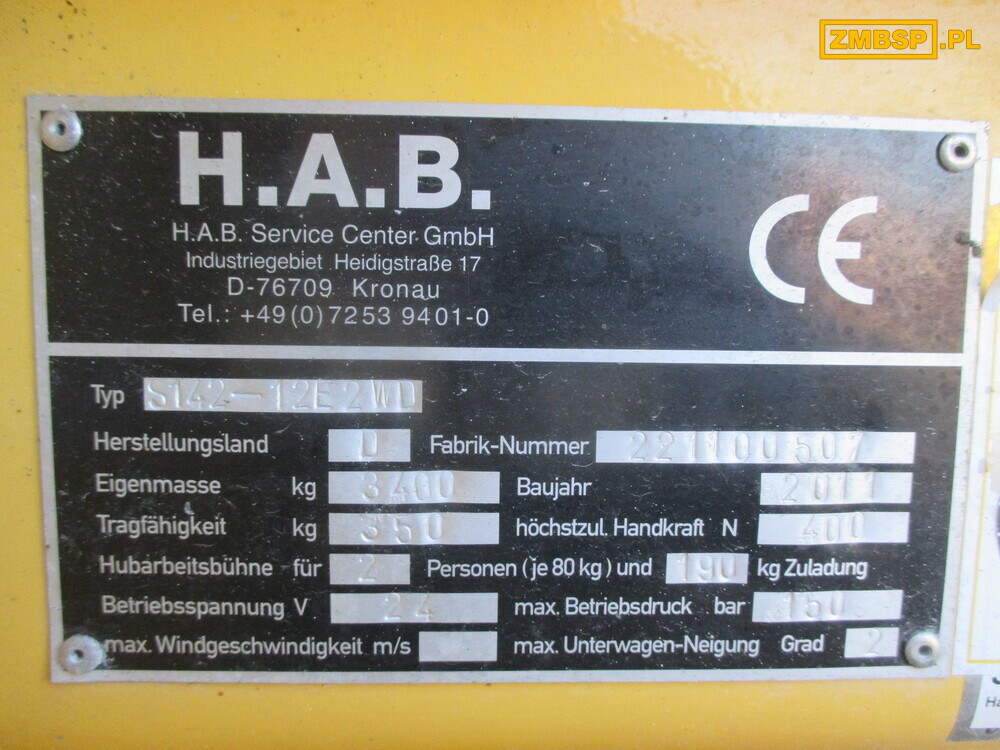 ZMBSP.PL
H.A.B.
H.A.B. Service Center GmbH
Industriegebiet Heidigstraße 17
D-76709 Kronau
Tel.: +49(0)7253 9401-0
CE
Typ S142-12E2WD
Herstellungsland D Fabrik-Nummer 221100507
Eigenmasse kg 3400 Baujahr 2011
Tragfähigkeit kg 350 höchstzul. Handkraft N 400
Hubarbeitsbühne für 2 Personen (je 80 kg) und 190 kg Zuladung
Betriebsspannung V 24 max. Betriebsdruck bar 150
max. Windgeschwindigkeit m/s max. Unterwagen-Neigung Grad 2